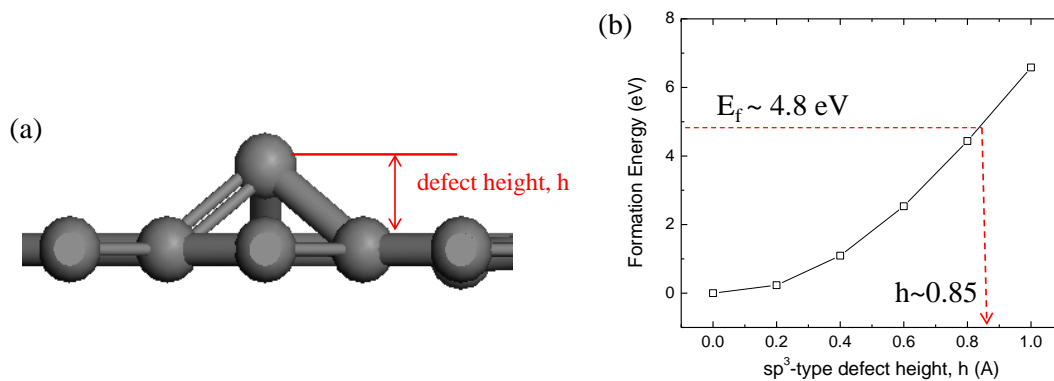 (a)
defect height, h
(b)
Formation Energy (eV)
8
6
4
2
0
E_f ~ 4.8 eV
h~0.85
0.0 0.2 0.4 0.6 0.8 1.0
sp³-type defect height, h (A)